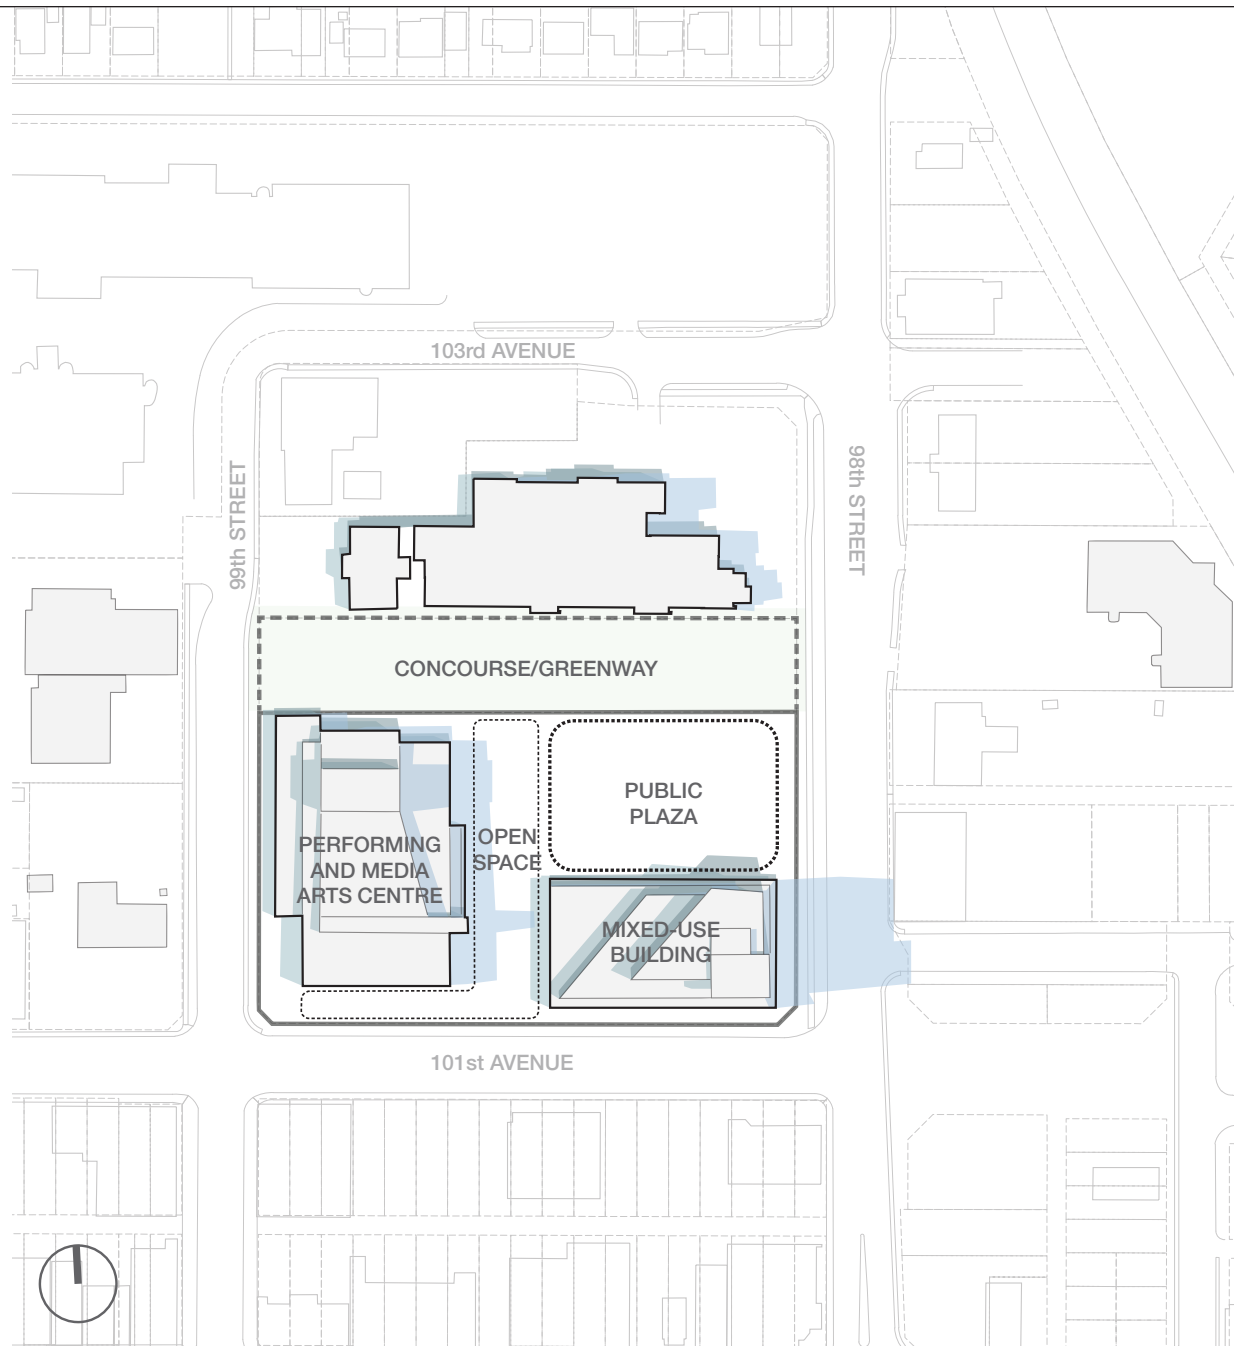 103rd AVENUE
99th STREET
98th STREET
CONCOURSE/GREENWAY
PUBLIC
PLAZA
PERFORMING
AND MEDIA
ARTS CENTRE
OPEN
SPACE
MIXED-USE
BUILDING
101st AVENUE